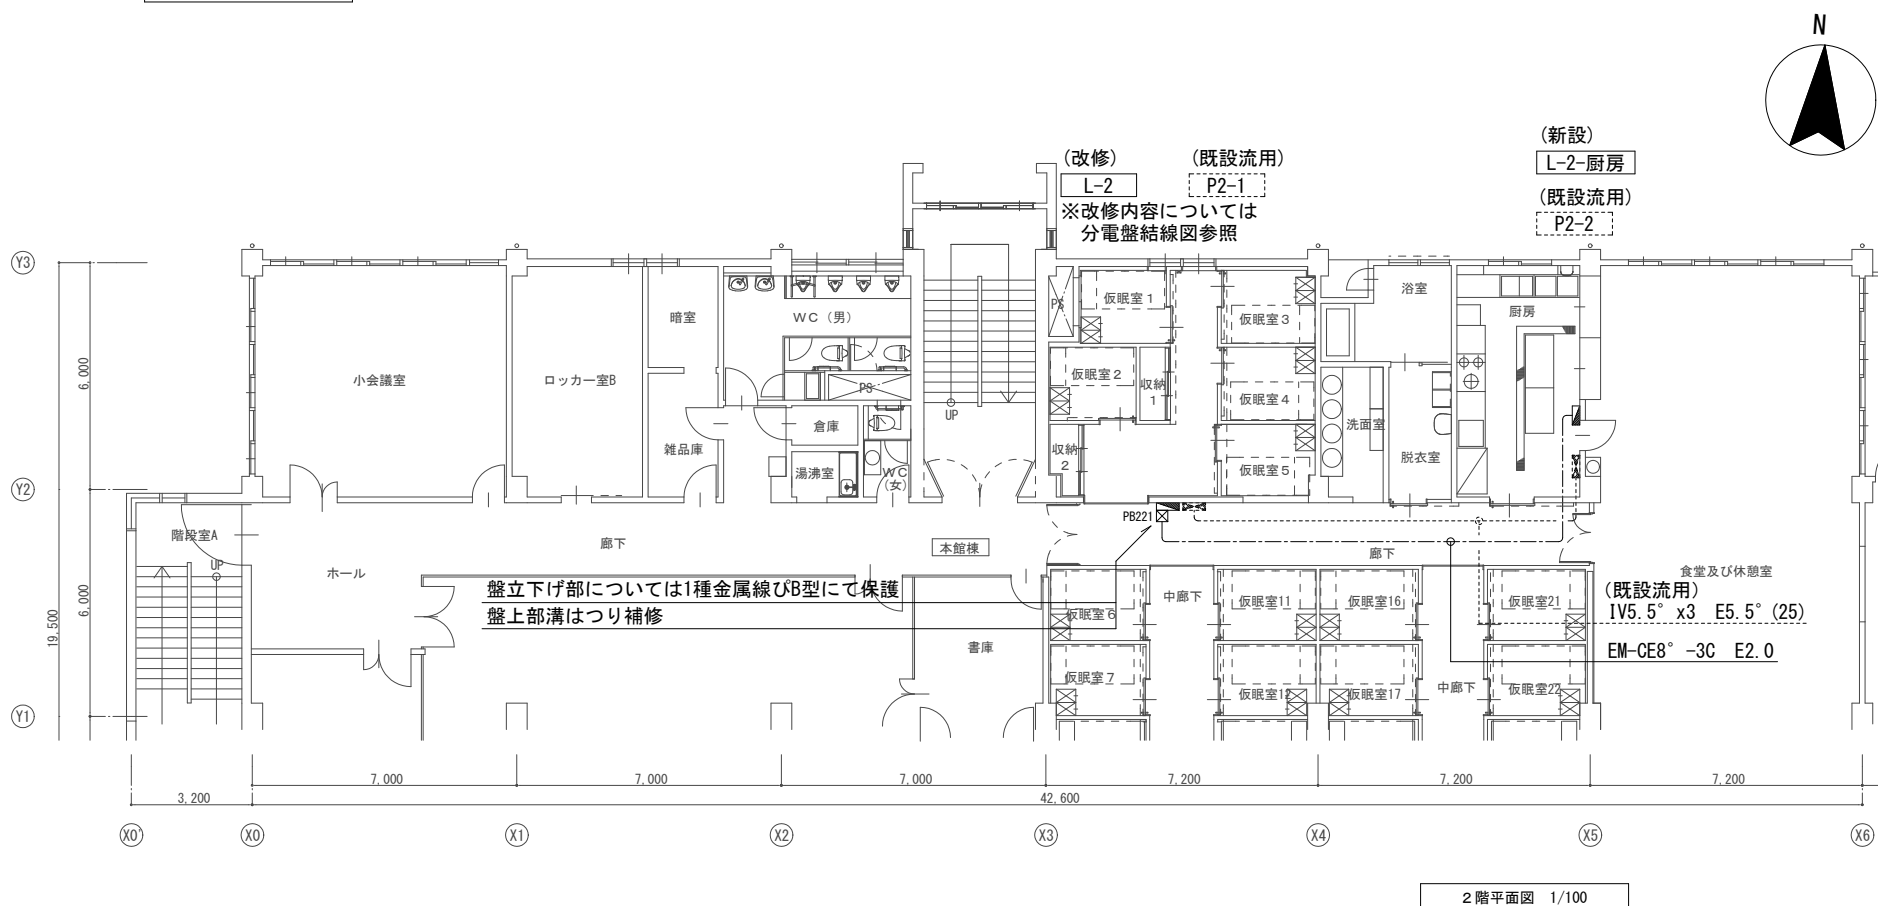 N
(新設)
L-2-厨房
(既設流用)
P2-2
(改修)
L-2
※改修内容については
分電盤結線図参照
(既設流用)
P2-1
Y3
Y2
Y1
6,000
6,000
19,500
小会議室
ロッカー室B
暗室
雑品庫
WC(男)
PS
倉庫
湯沸室
WC
(女)
UP
PS
仮眠室1
仮眠室2
収納
1
収納
2
仮眠室3
仮眠室4
仮眠室5
浴室
洗面室
脱衣室
厨房
階段室A
UP
ホール
廊下
本館棟
PB221
廊下
食堂及び休憩室
盤立下げ部については1種金属線ぴB型にて保護
盤上部溝はつり補修
書庫
仮眠室6
仮眠室7
中廊下
仮眠室11
仮眠室12
仮眠室16
仮眠室17
中廊下
仮眠室21
仮眠室22
(既設流用)
IV5.5°x3 E5.5°(25)
EM-CE8°-3C E2.0
7,000
7,000
7,000
7,200
7,200
7,200
3,200
42,600
X0'
X0
X1
X2
X3
X4
X5
X6
2階平面図 1/100